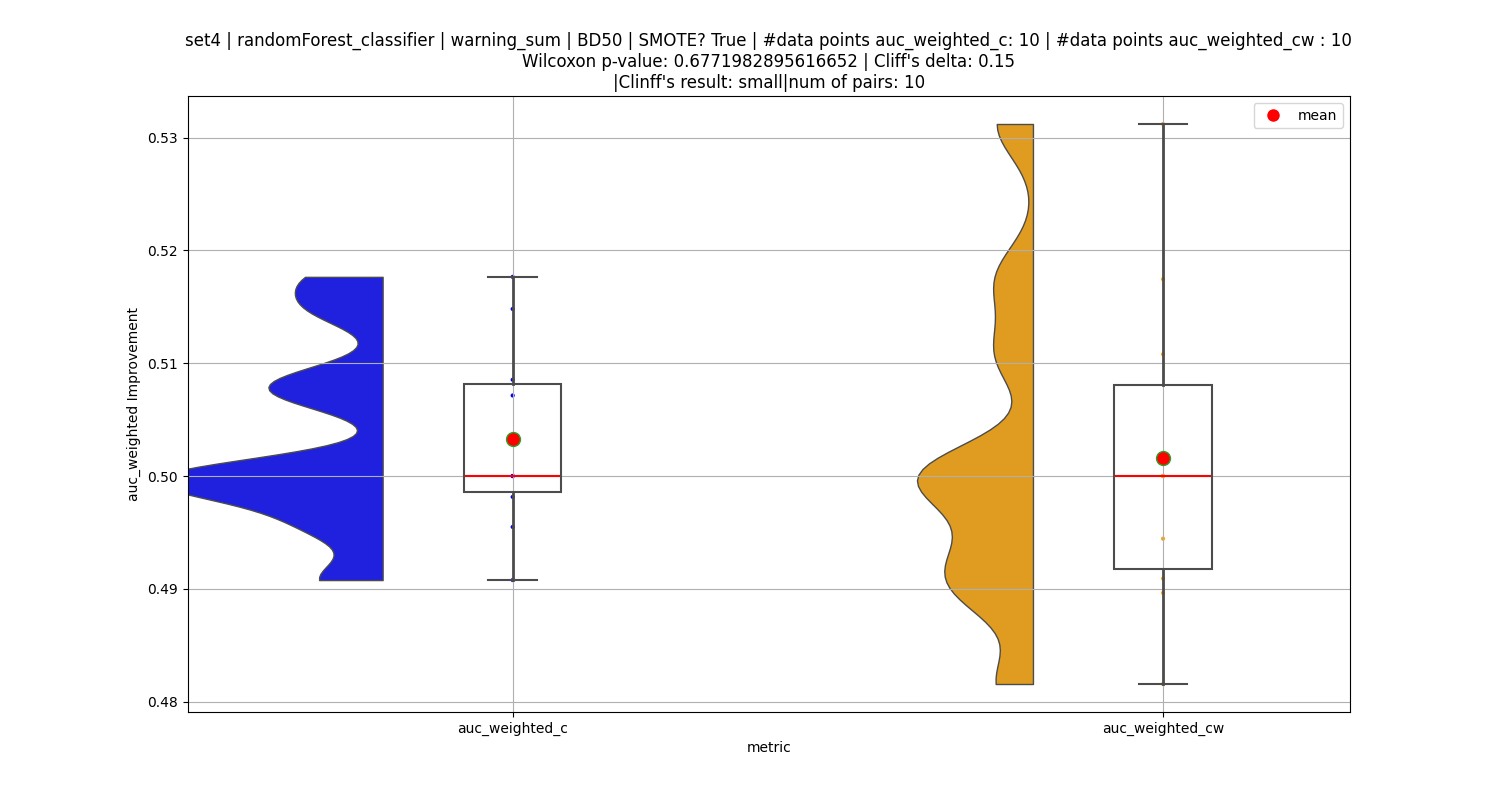 set4 | randomForest_classifier | warning_sum | BD50 | SMOTE? True | #data points auc_weighted_c: 10 | #data points auc_weighted_cw : 10
Wilcoxon p-value: 0.6771982895616652 | Cliff's delta: 0.15
|Clinff's result: small|num of pairs: 10
mean
0.53
0.52
0.51
0.50
0.49
0.48
auc_weighted Improvement
auc_weighted_c
auc_weighted_cw
metric